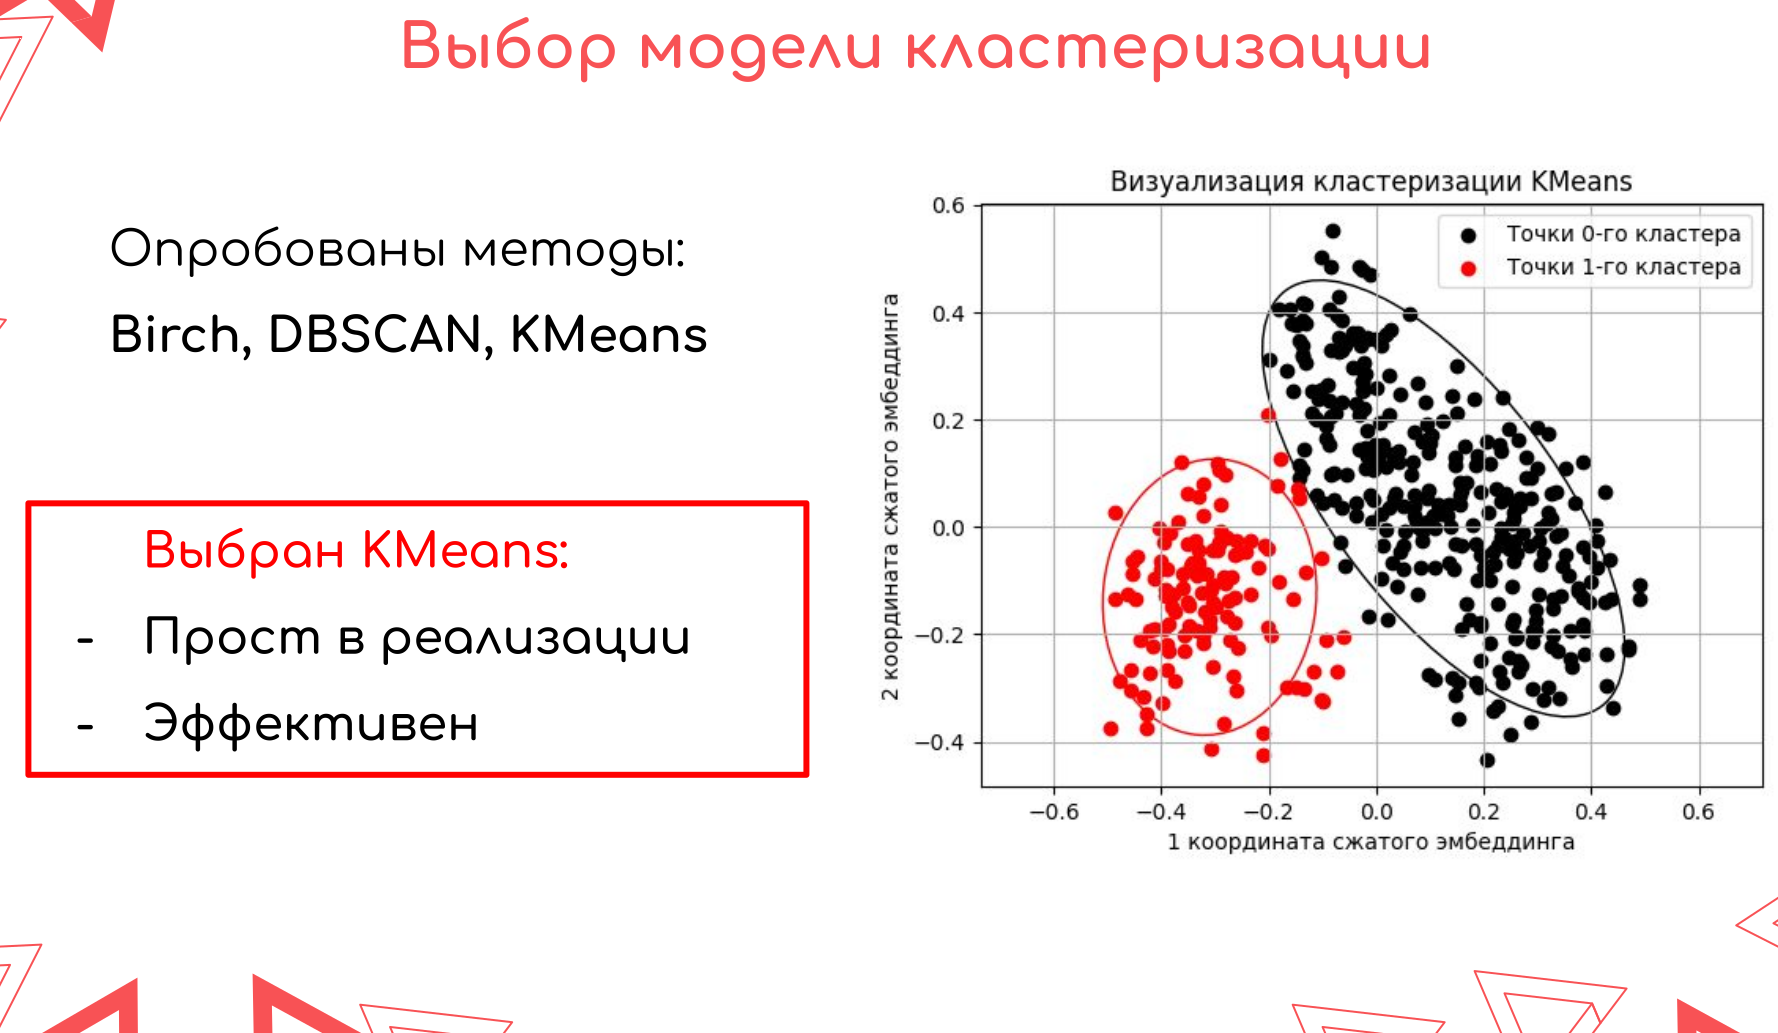 Выбор модели кластеризации
Опробованы методы:
Birch, DBSCAN, KMeans
Выбран KMeans:
- Прост в реализации
- Эффективен
Визуализация кластеризации KMeans
Точки 0-го кластера
Точки 1-го кластера
2 координата сжатого эмбеддинга
0.6
0.4
0.2
0.0
−0.2
−0.4
−0.6 −0.4 −0.2 0.0 0.2 0.4 0.6
1 координата сжатого эмбеддинга